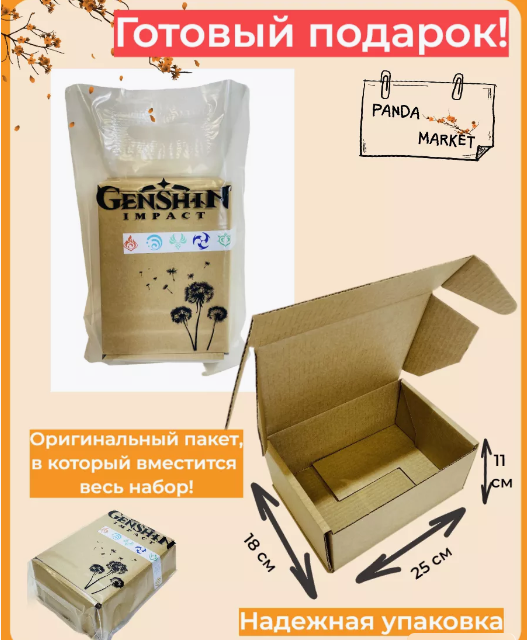 Готовый подарок!
PANDA
MARKET
GENSHIN
IMPACT
Оригинальный пакет,
в который вместится
весь набор!
GENSHIN
IMPACT
11
см
18 см
25 см
Надежная упаковка